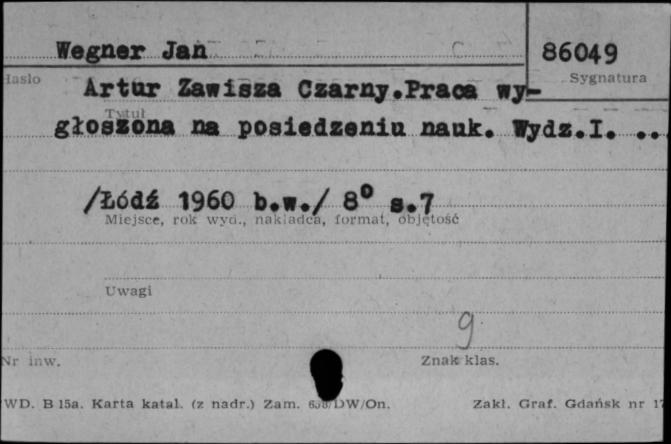 Wegner Jan
86049
Hasło
Sygnatura
Artur Zawisza Czarny.Praca wy-
Tytuł
głoszona na posiedzeniu nauk. Wydz.I. ...
/Łódź 1960 b.w./ 8° s.7
Miejsce, rok wyd., nakładca, format, objętość
Uwagi
9
Nr inw.
Znak klas.
WD. B 15a. Karta katal. (z nadr.) Zam. DW/On.
Zakł. Graf. Gdańsk nr